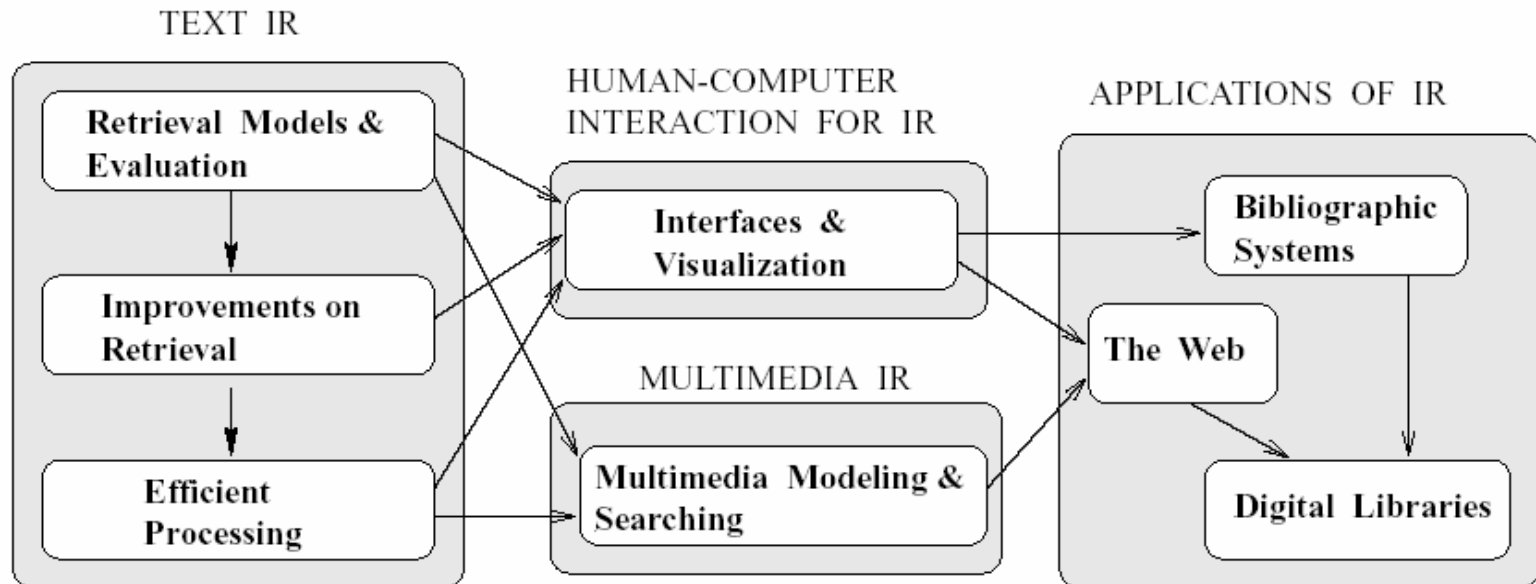 TEXT IR
Retrieval Models &
Evaluation
Improvements on
Retrieval
Efficient
Processing
HUMAN-COMPUTER
INTERACTION FOR IR
Interfaces &
Visualization
MULTIMEDIA IR
Multimedia Modeling &
Searching
APPLICATIONS OF IR
Bibliographic
Systems
The Web
Digital Libraries